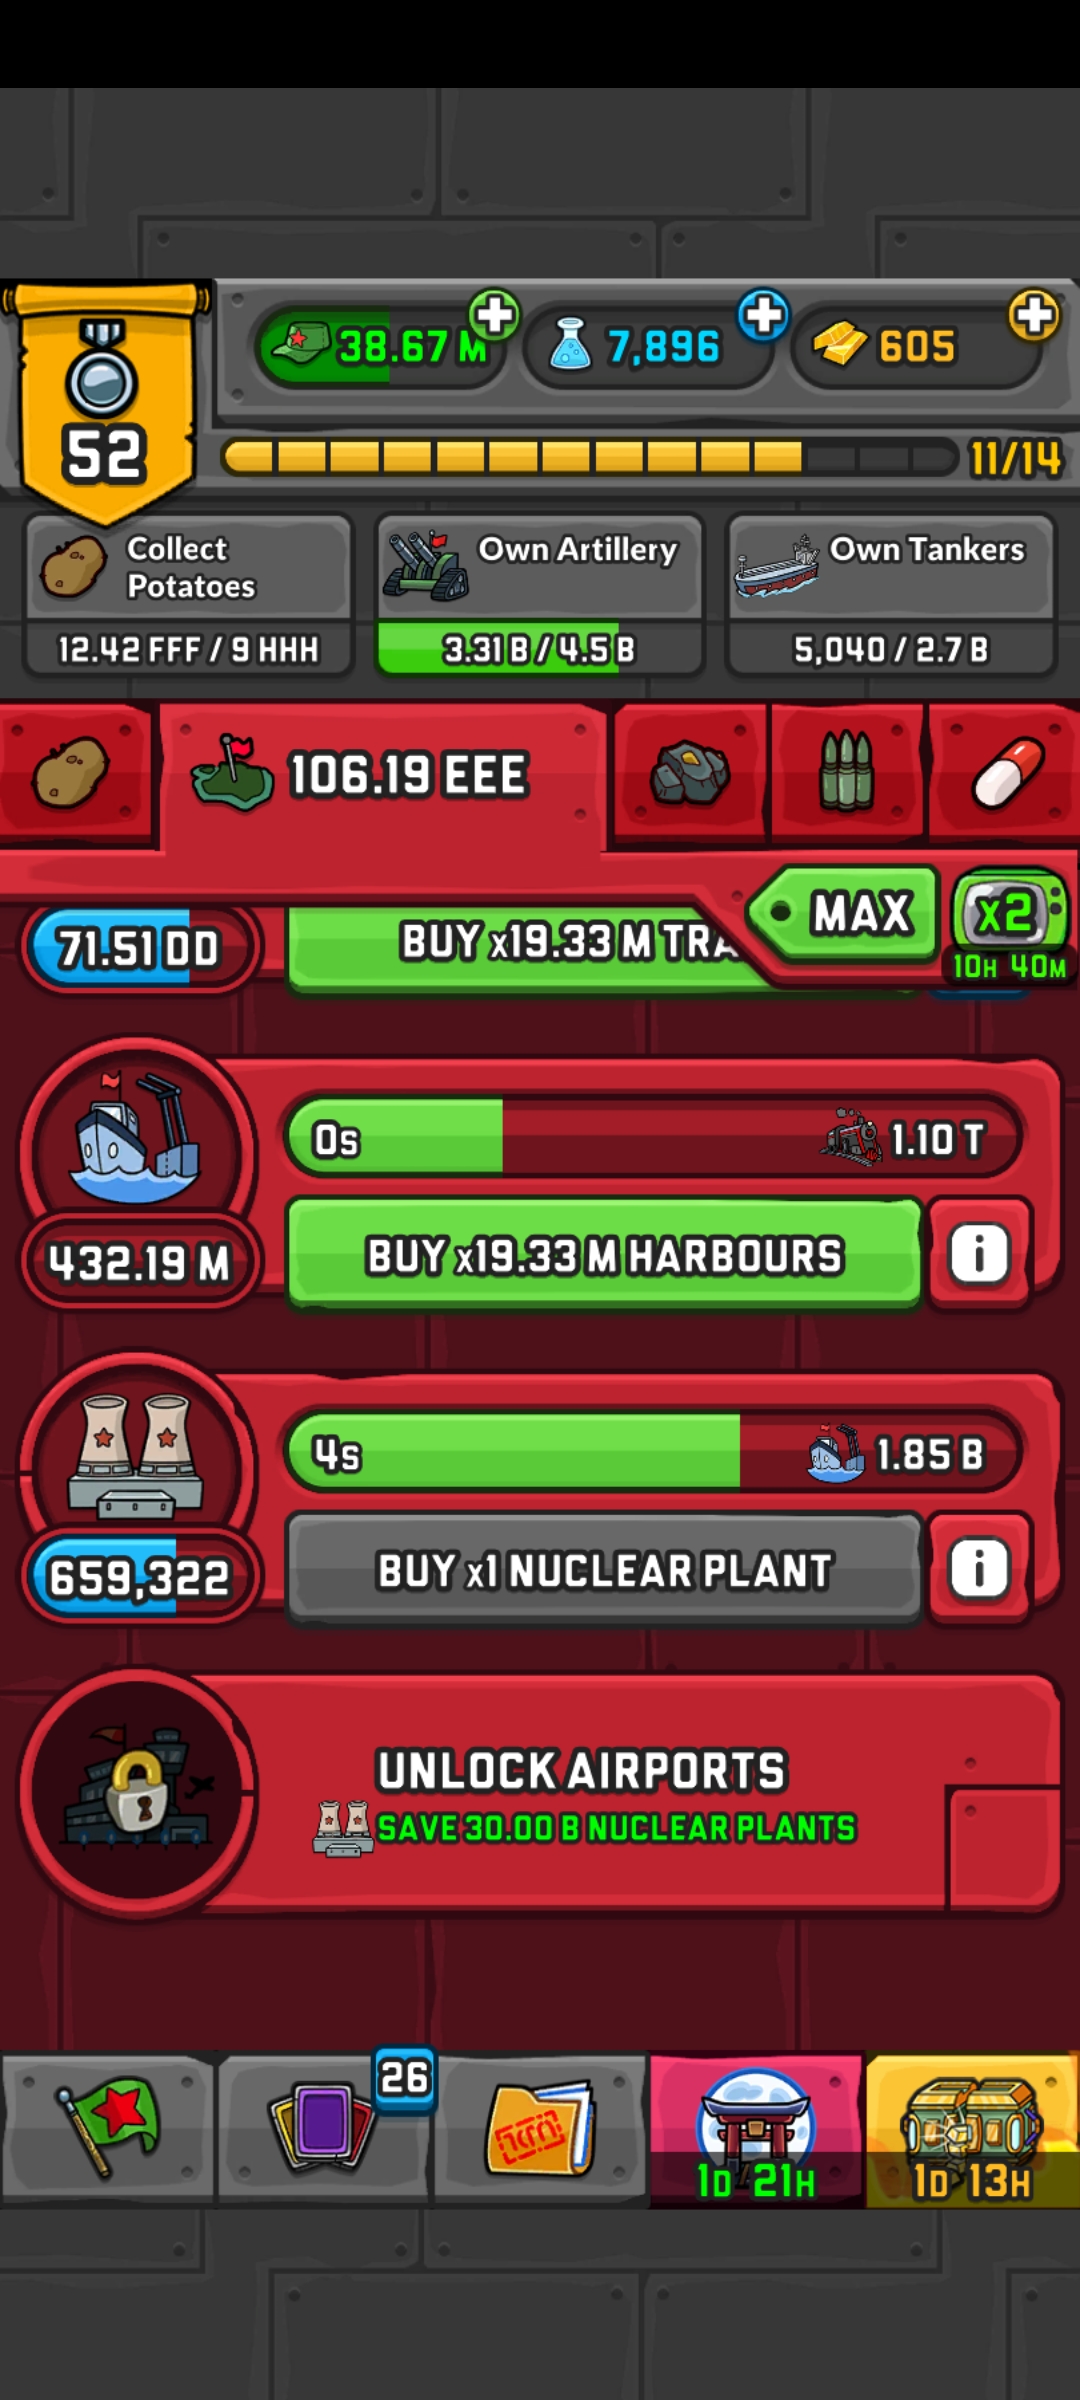 38.67 M
7,896
605
52
11/14
Collect
Potatoes
12.42 FFF / 9 HHH
Own Artillery
3.31 B / 4.5 B
Own Tankers
5,040 / 2.7 B
106.19 EEE
MAX
x2
10H 40M
71.51 DD
BUY x19.33 M TRA
0s
1.10 T
432.19 M
BUY x19.33 M HARBOURS
i
4s
1.85 B
659,322
BUY x1 NUCLEAR PLANT
i
UNLOCK AIRPORTS
SAVE 30.00 B NUCLEAR PLANTS
26
1D 21H
1D 13H